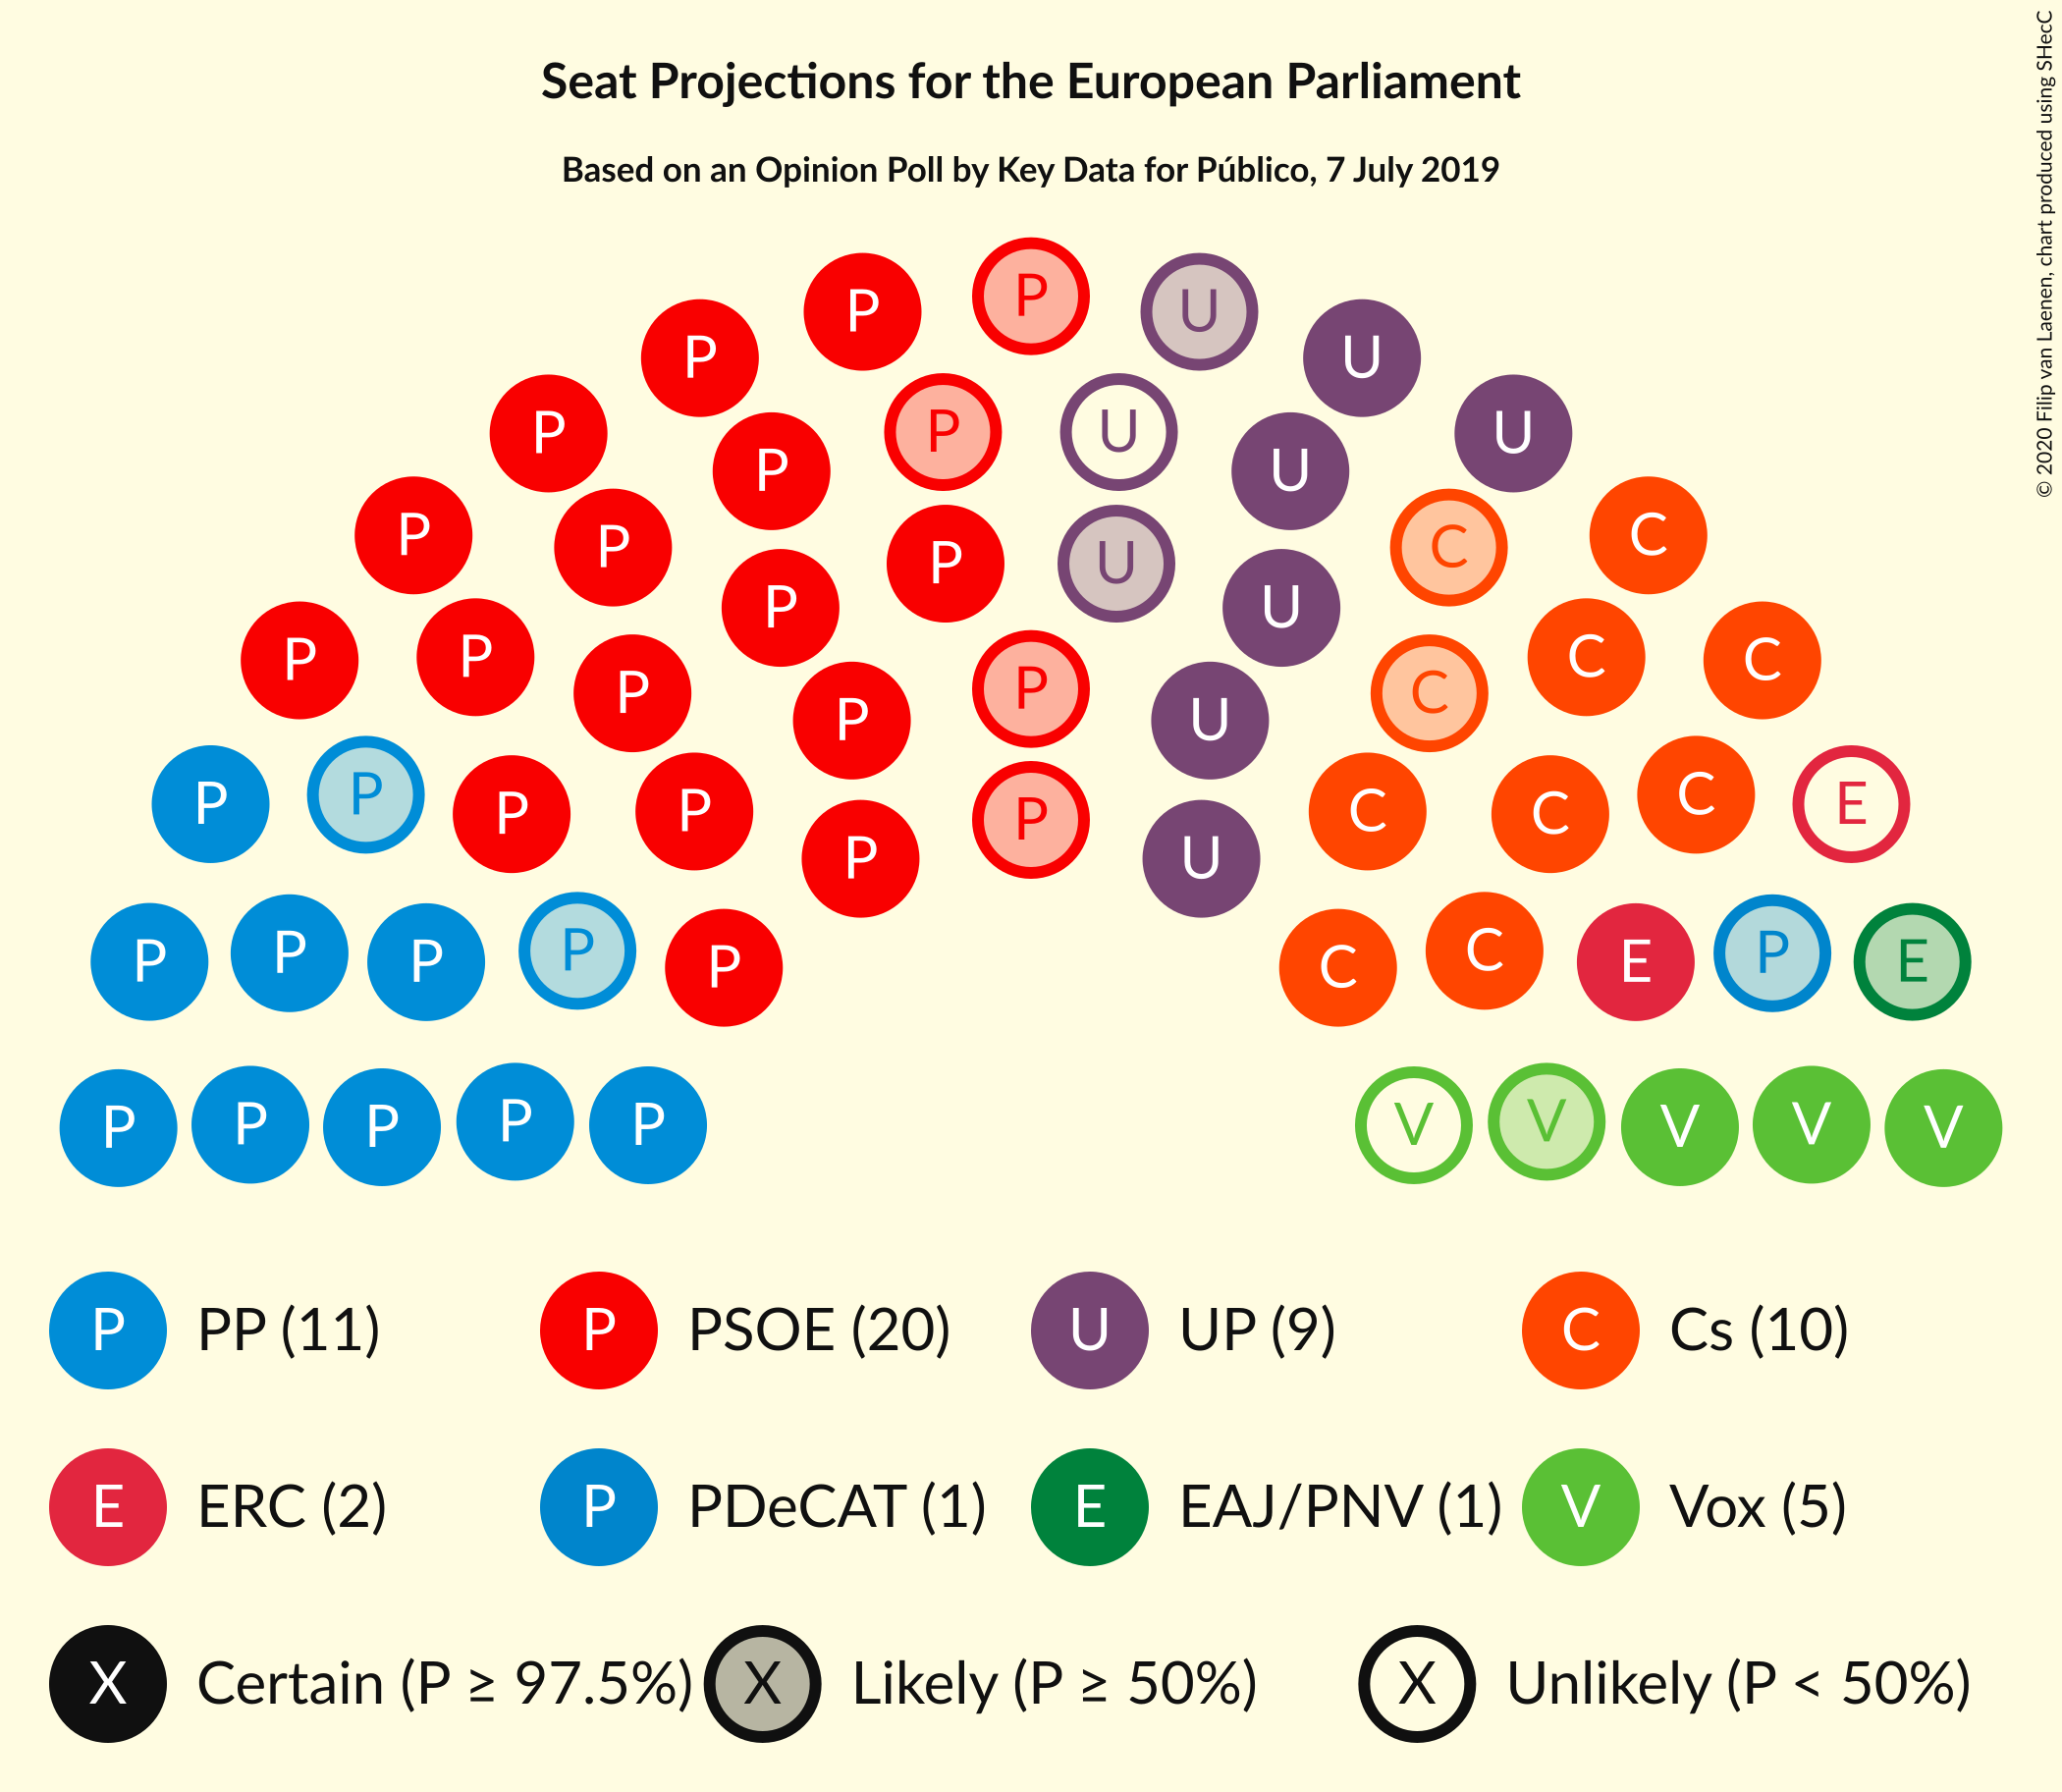 Seat Projections for the European Parliament
Based on an Opinion Poll by Key Data for Público, 7 July 2019
© 2020 Filip van Laenen, chart produced using SHecC
P
P U
P U
P U
P U
P U
P C
P C
P U
P U
P C C
P P C C
P C
P U
P
P P P P C C C E
P U
P P P P P C C E P E
P P P P P V V V V V
P PP (11) P PSOE (20) U UP (9) C Cs (10)
E ERC (2) P PDeCAT (1) E EAJ/PNV (1) V Vox (5)
X Certain (P ≥ 97.5%) X Likely (P ≥ 50%) X Unlikely (P < 50%)